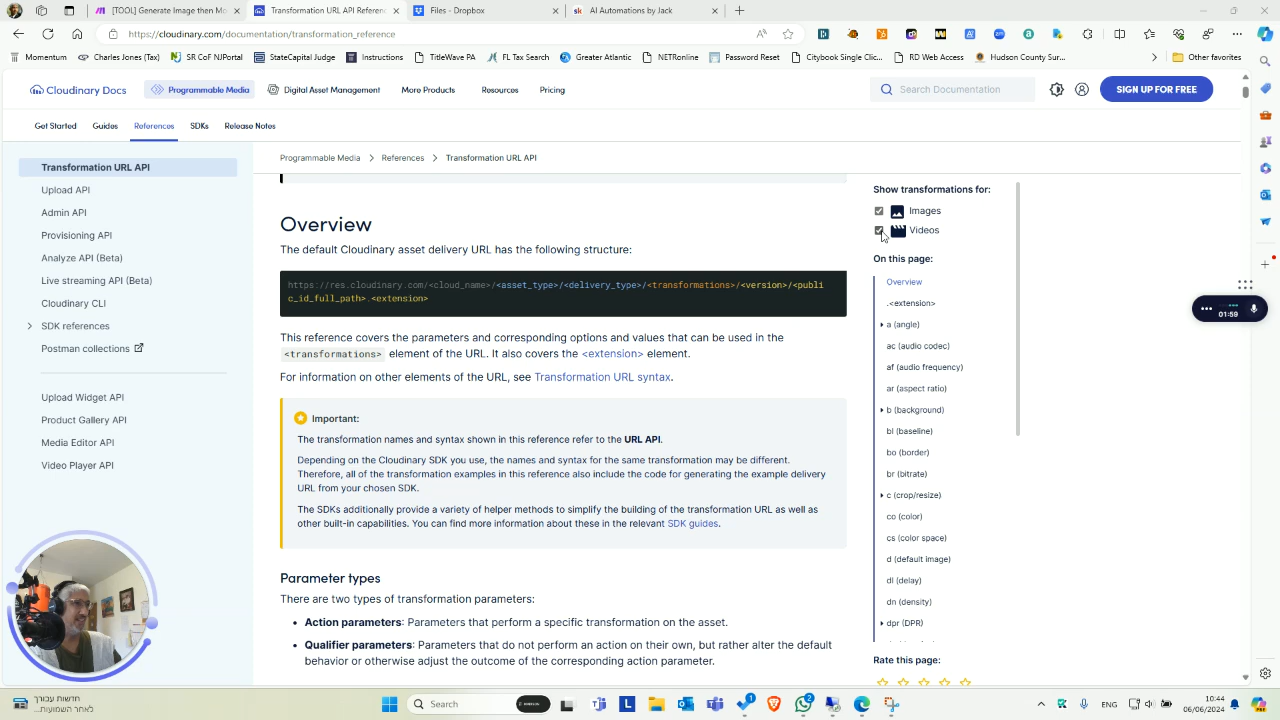 [TOOL] Generate Image then Mo
Transformation URL API Referenc
Files - Dropbox
sk AI Automations by Jack
https://cloudinary.com/documentation/transformation_reference
Momentum
Charles Jones (Tax)
SR CoF NJPortal
StateCapital Judge
Instructions
TitleWave PA
FL Tax Search
Greater Atlantic
NETRonline
Password Reset
Citybook Single Clic...
RD Web Access
Hudson County Sur...
Other favorites
Cloudinary Docs
Programmable Media
Digital Asset Management
More Products
Resources
Pricing
Search Documentation
SIGN UP FOR FREE
Get Started
Guides
References
SDKs
Release Notes
Transformation URL API
Upload API
Admin API
Provisioning API
Analyze API (Beta)
Live streaming API (Beta)
Cloudinary CLI
SDK references
Postman collections
Upload Widget API
Product Gallery API
Media Editor API
Video Player API
Programmable Media > References > Transformation URL API
Overview
The default Cloudinary asset delivery URL has the following structure:
https://res.cloudinary.com/<cloud_name>/<asset_type>/<delivery_type>/<transformations>/<version>/<publi
c_id_full_path>.<extension>
This reference covers the parameters and corresponding options and values that can be used in the
<transformations> element of the URL. It also covers the <extension> element.
For information on other elements of the URL, see Transformation URL syntax.
Important:
The transformation names and syntax shown in this reference refer to the URL API.
Depending on the Cloudinary SDK you use, the names and syntax for the same transformation may be different.
Therefore, all of the transformation examples in this reference also include the code for generating the example delivery
URL from your chosen SDK.
The SDKs additionally provide a variety of helper methods to simplify the building of the transformation URL as well as
other built-in capabilities. You can find more information about these in the relevant SDK guides.
Parameter types
There are two types of transformation parameters:
• Action parameters: Parameters that perform a specific transformation on the asset.
• Qualifier parameters: Parameters that do not perform an action on their own, but rather alter the default
behavior or otherwise adjust the outcome of the corresponding action parameter.
Show transformations for:
Images
Videos
On this page:
Overview
.<extension>
a (angle)
ac (audio codec)
af (audio frequency)
ar (aspect ratio)
b (background)
bl (baseline)
bo (border)
br (bitrate)
c (crop/resize)
co (color)
cs (color space)
d (default image)
dl (delay)
dn (density)
dpr (DPR)
Rate this page:
01:59
Search
1
2
06/06/2024